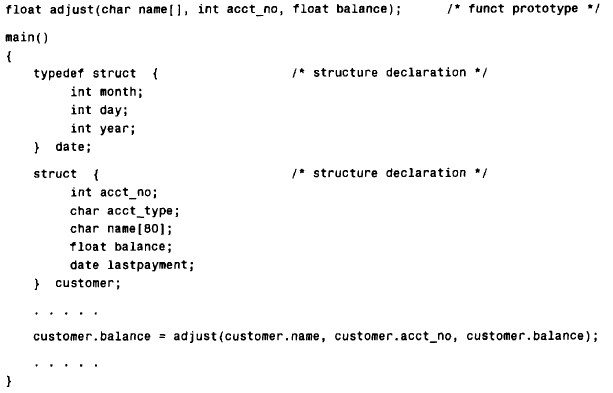 float adjust(char name[], int acct_no, float balance);      /* funct prototype */
main()
{
    typedef struct  {                    /* structure declaration */
         int month;
         int day;
         int year;
    }  date;
    struct  {                            /* structure declaration */
         int acct_no;
         char acct_type;
         char name[80];
         float balance;
         date lastpayment;
    }  customer;
    . . . . .
    customer.balance = adjust(customer.name, customer.acct_no, customer.balance);
    . . . . .
}